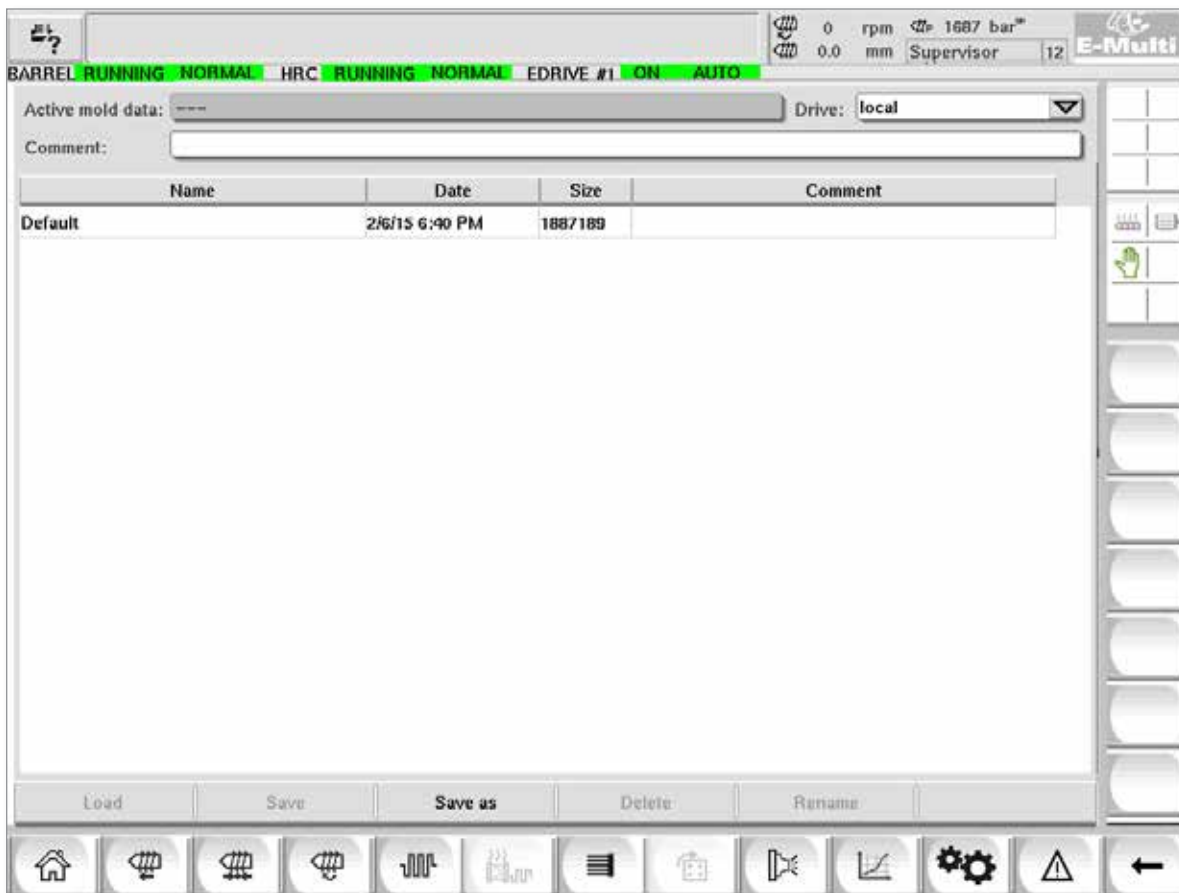 0 rpm 1687 bar
0.0 mm Supervisor 12
E-Multi
BARREL RUNNING NORMAL HRC RUNNING NORMAL EDRIVE #1 ON AUTO
Active mold data: --- Drive: local
Comment:
Name Date Size Comment
Default 2/6/15 6:40 PM 1887189
Load Save Save as Delete Rename